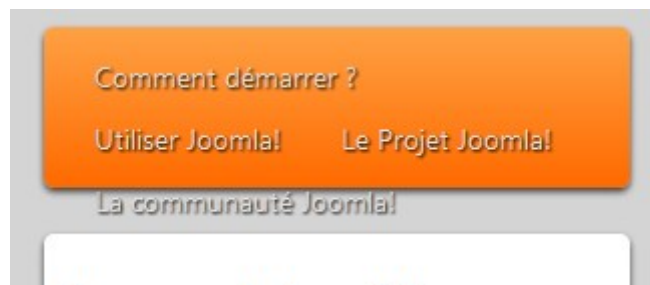 Comment démarrer ?
Utiliser Joomla! Le Projet Joomla!
La communauté Joomla!